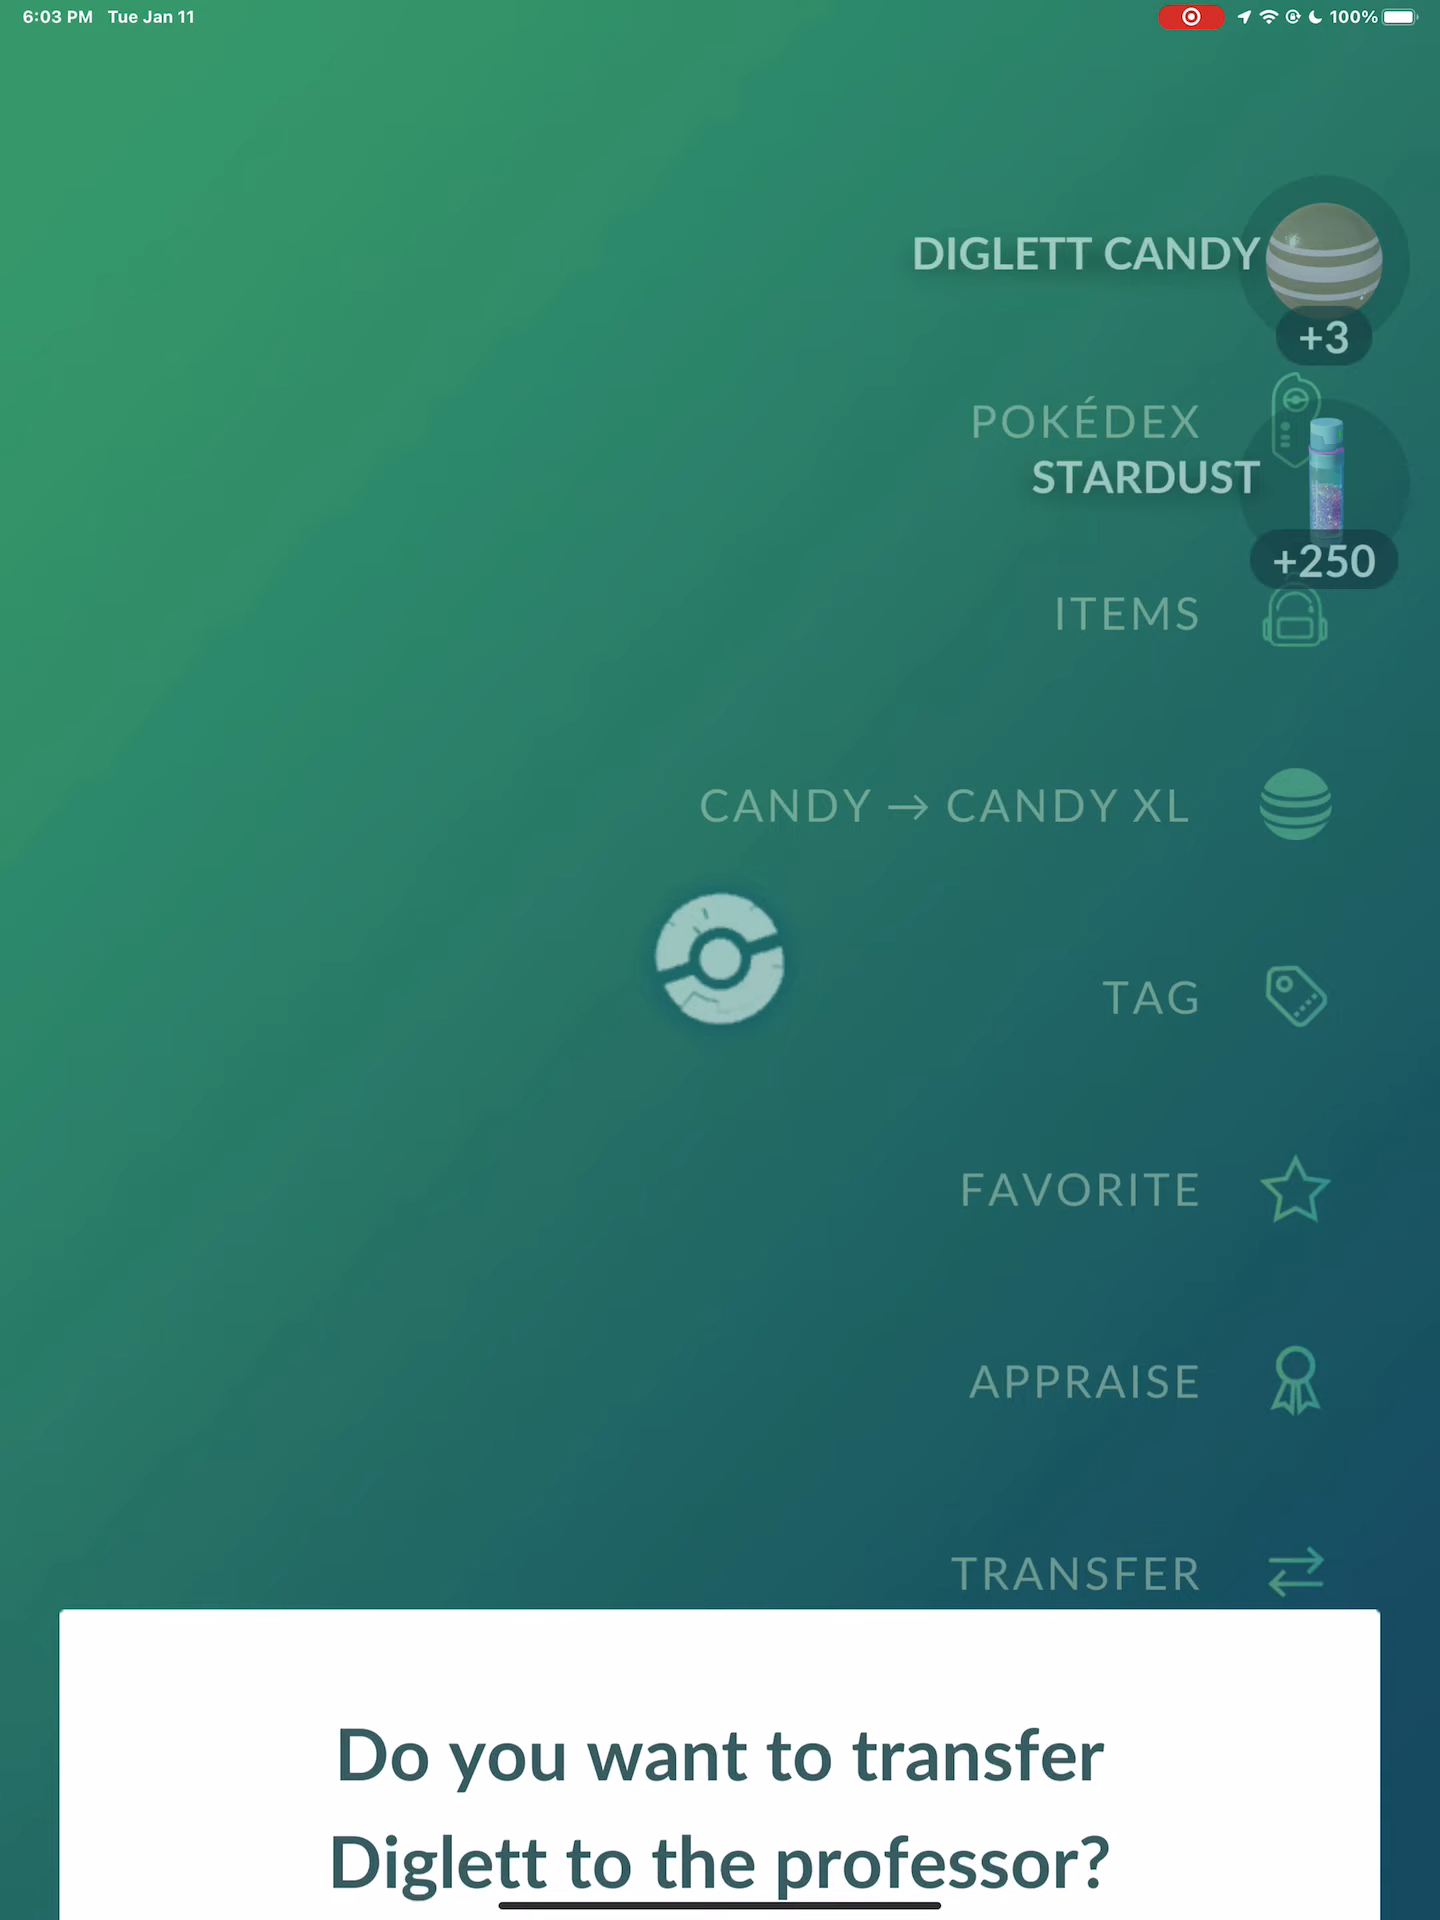 6:03 PM Tue Jan 11
100%
DIGLETT CANDY
+3
POKÉDEX
STARDUST
+250
ITEMS
CANDY → CANDY XL
TAG
FAVORITE
APPRAISE
TRANSFER
Do you want to transfer
Diglett to the professor?